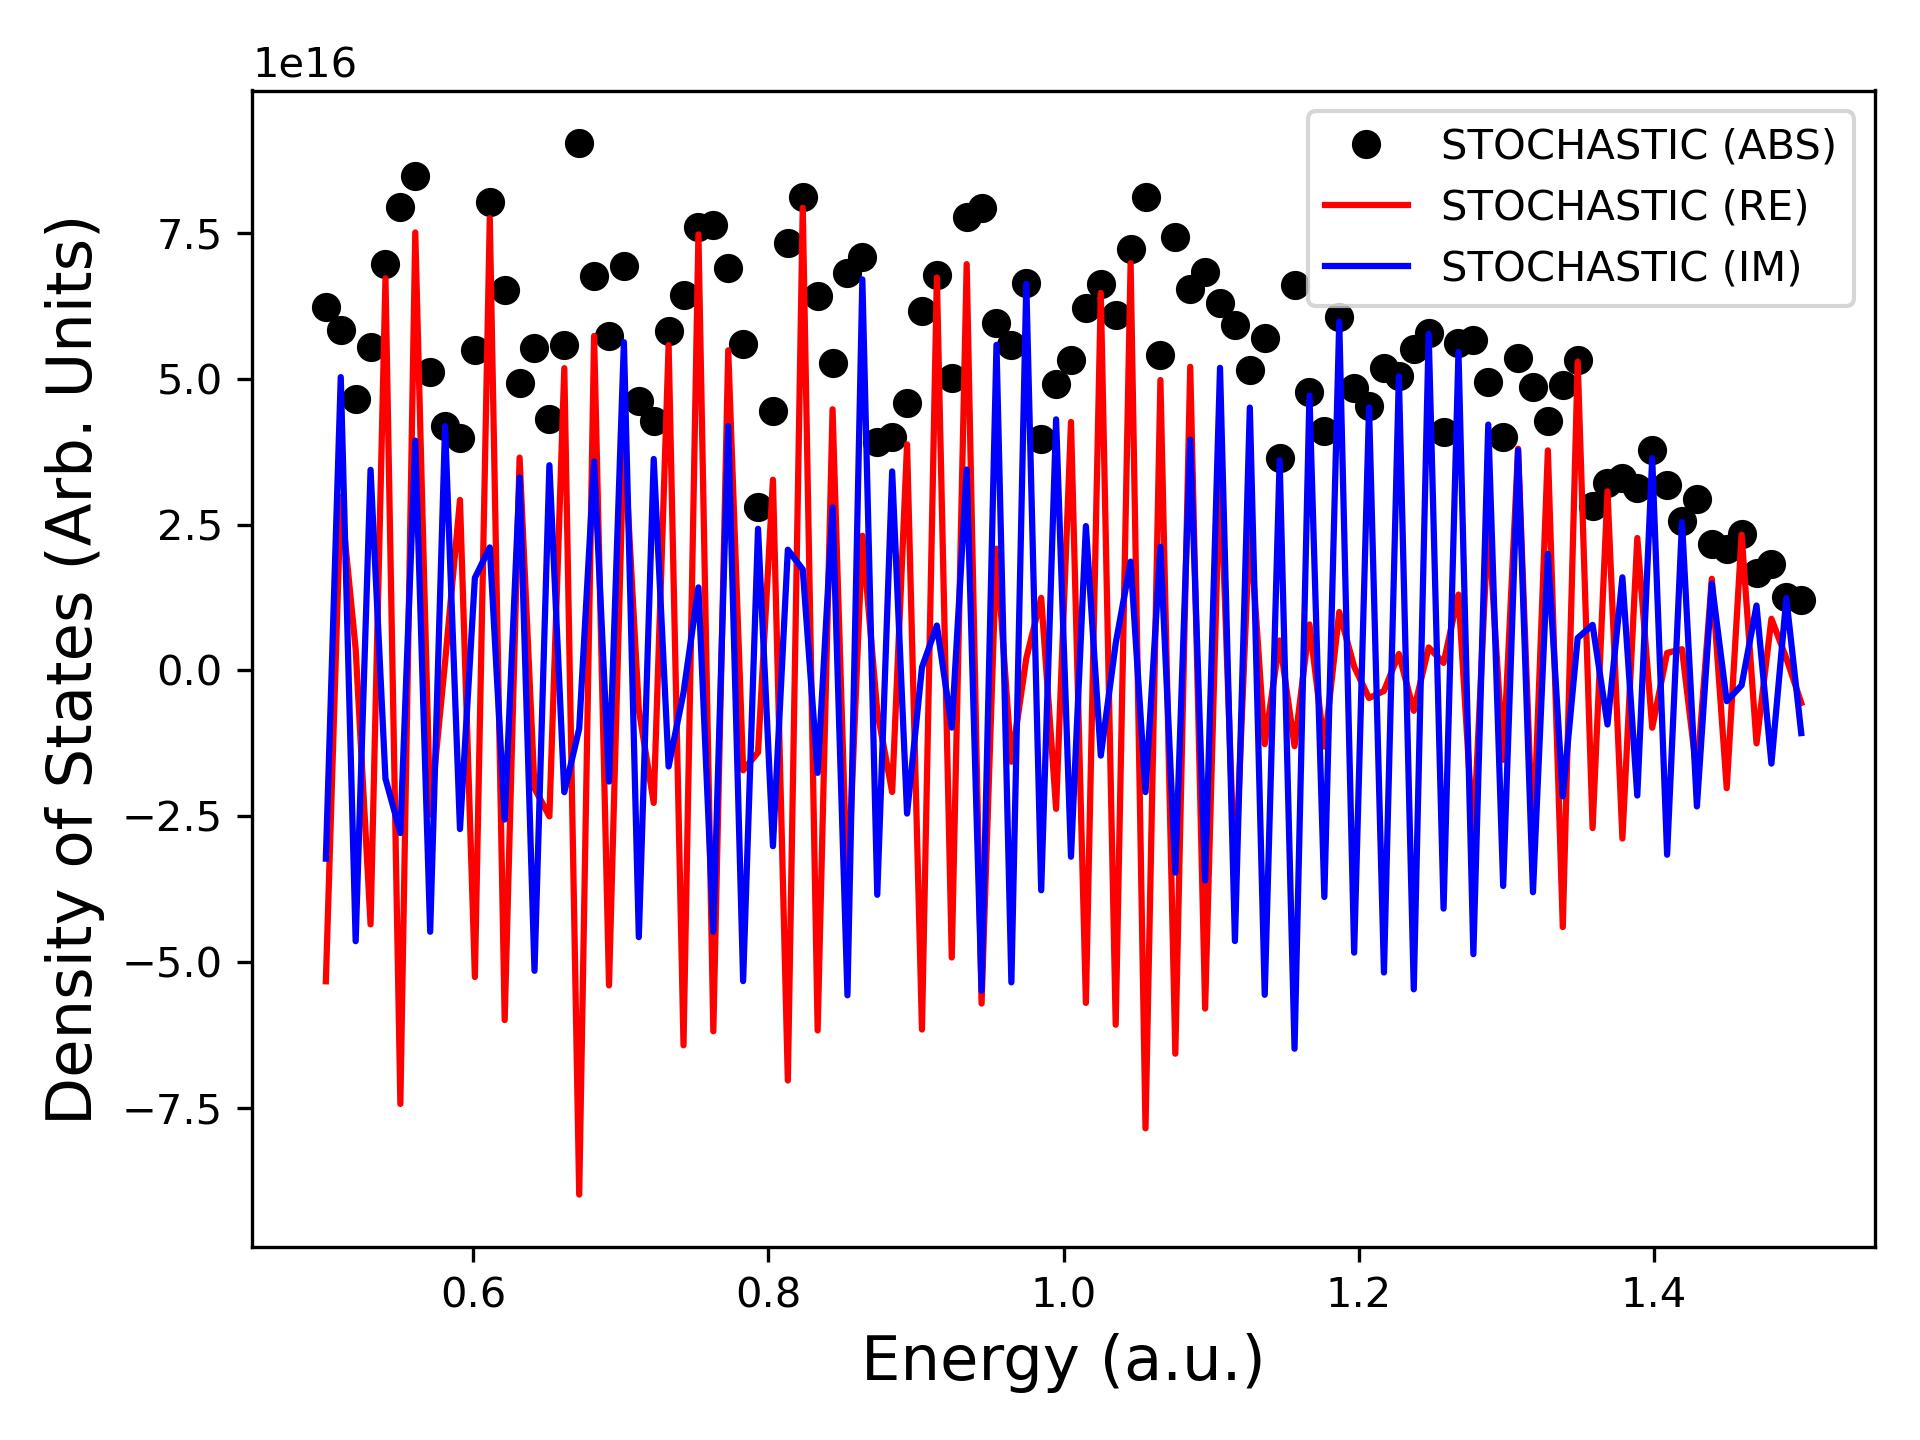 1e16
STOCHASTIC (ABS)
STOCHASTIC (RE)
STOCHASTIC (IM)
Density of States (Arb. Units)
7.5
5.0
2.5
0.0
−2.5
−5.0
−7.5
0.6 0.8 1.0 1.2 1.4
Energy (a.u.)